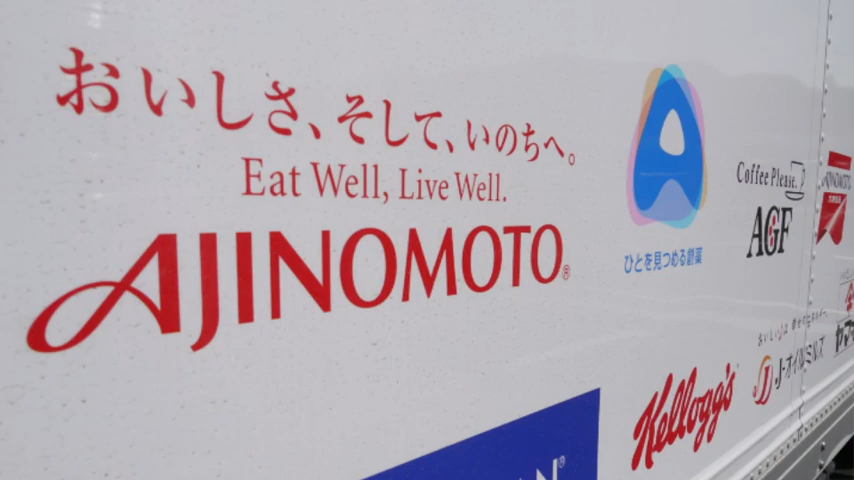 おいしさ、そして、いのちへ。
Eat Well, Live Well.
AJINOMOTO®
ひとを見つめる創薬
Coffee Please.
AGF
AJINOMOTO
J-オイルミルズ
Kellogg's